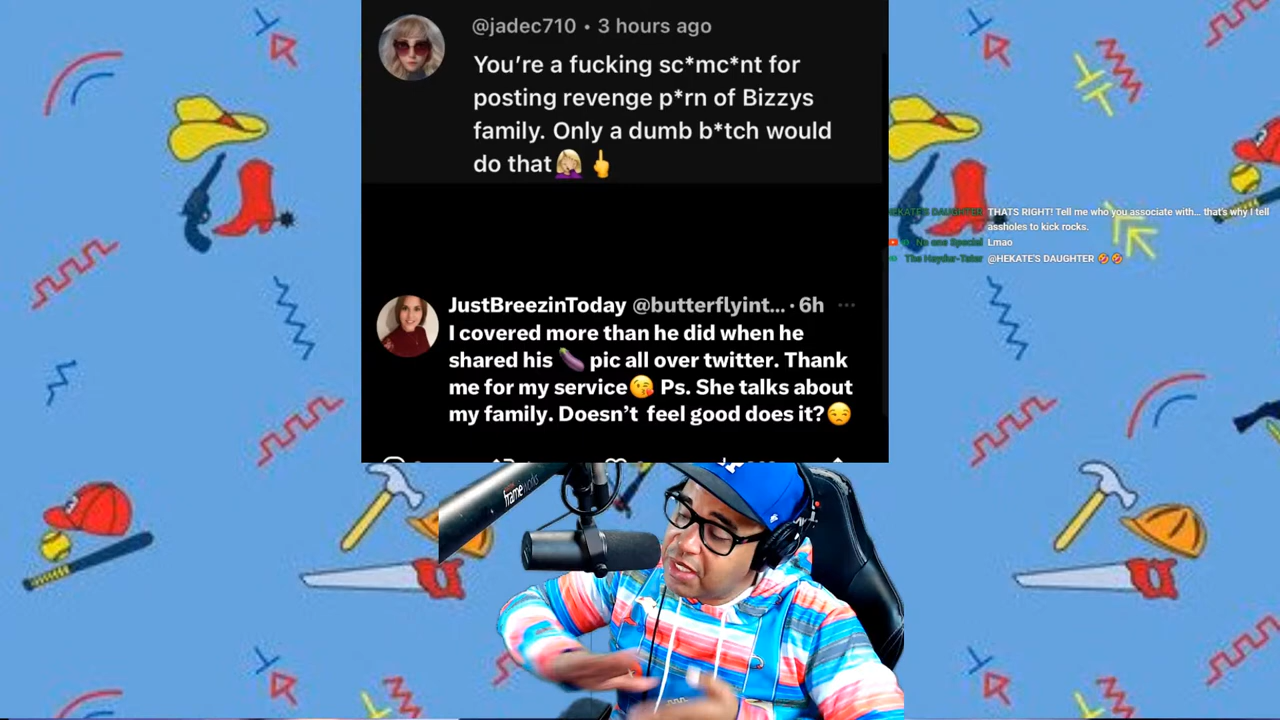 @jadec710 • 3 hours ago
You're a fucking sc*mc*nt for
posting revenge p*rn of Bizzys
family. Only a dumb b*tch would
do that🤦🏼‍♀️ 🖕🏼
@HEKATE'S DAUGHTER THATS RIGHT! Tell me who you associate with... that's why I tell
assholes to kick rocks.
No one Special Lmao
The Hayder-Tater @HEKATE'S DAUGHTER 🤣 🤣
JustBreezinToday @butterflyint... · 6h ···
I covered more than he did when he
shared his 🍆 pic all over twitter. Thank
me for my service😘 Ps. She talks about
my family. Doesn't feel good does it?😒
frameworks